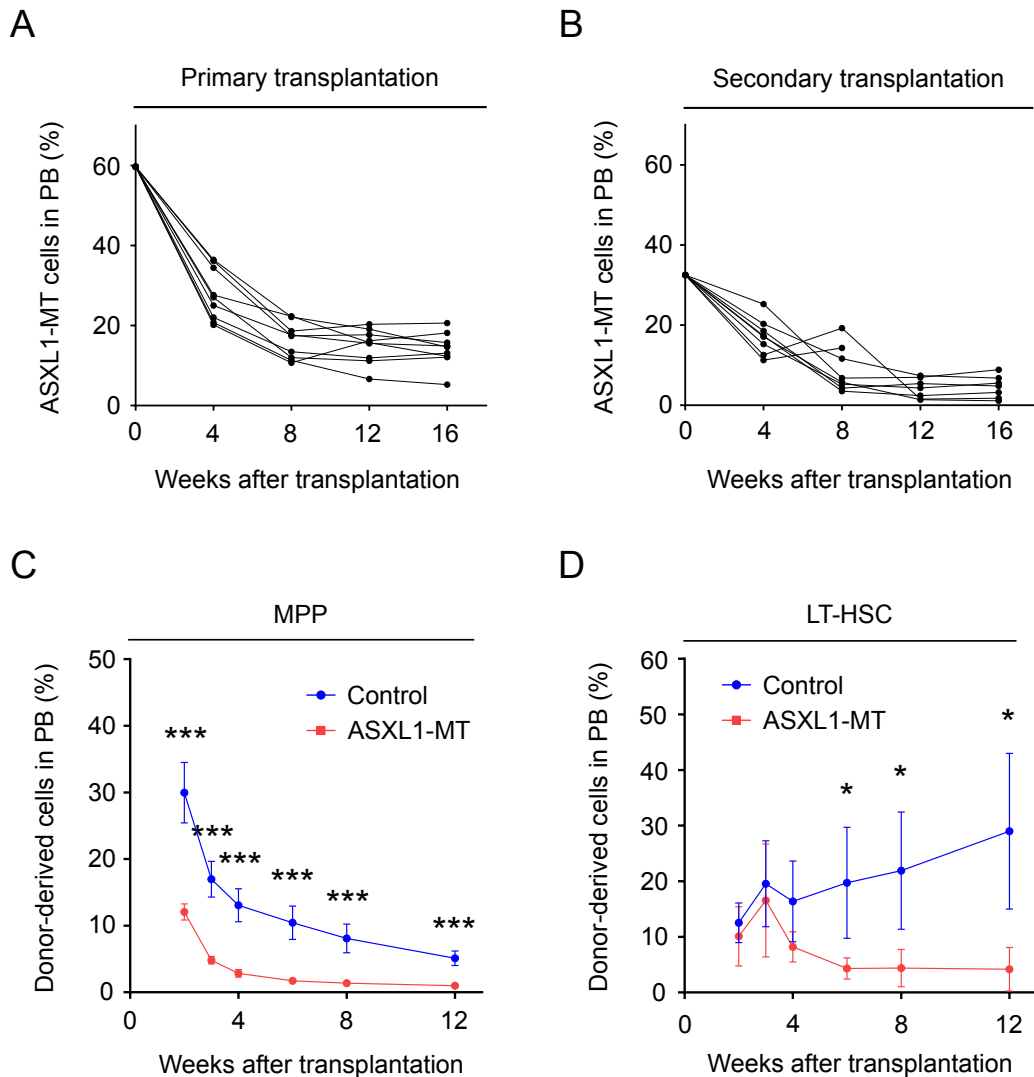 A
Primary transplantation
ASXL1-MT cells in PB (%)
60
40
20
0
0 4 8 12 16
Weeks after transplantation
B
Secondary transplantation
ASXL1-MT cells in PB (%)
60
40
20
0
0 4 8 12 16
Weeks after transplantation
C
MPP
Donor-derived cells in PB (%)
50
40
30
20
10
0
Control
ASXL1-MT
***
***
***
***
***
***
0 4 8 12
Weeks after transplantation
D
LT-HSC
Donor-derived cells in PB (%)
60
50
40
30
20
10
0
Control
ASXL1-MT
*
*
*
0 4 8 12
Weeks after transplantation